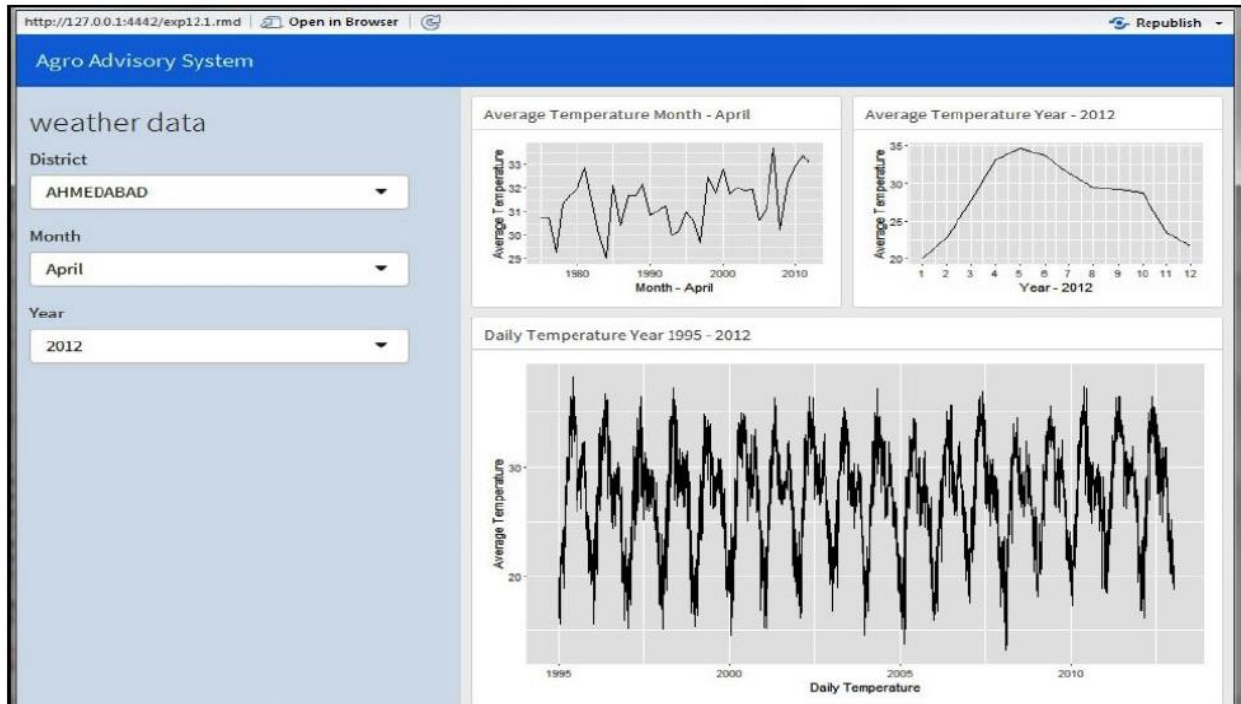 http://127.0.0.1:4442/exp12.1.rmd Open in Browser Republish
Agro Advisory System
weather data
District
AHMEDABAD
Month
April
Year
2012
Average Temperature Month - April
Average Temperature
33
32
31
30
29
1980 1990 2000 2010
Month - April
Average Temperature Year - 2012
Average Temperature
35
30
25
20
1 2 3 4 5 6 7 8 9 10 11 12
Year - 2012
Daily Temperature Year 1995 - 2012
Average Temperature
30
20
1995 2000 2005 2010
Daily Temperature